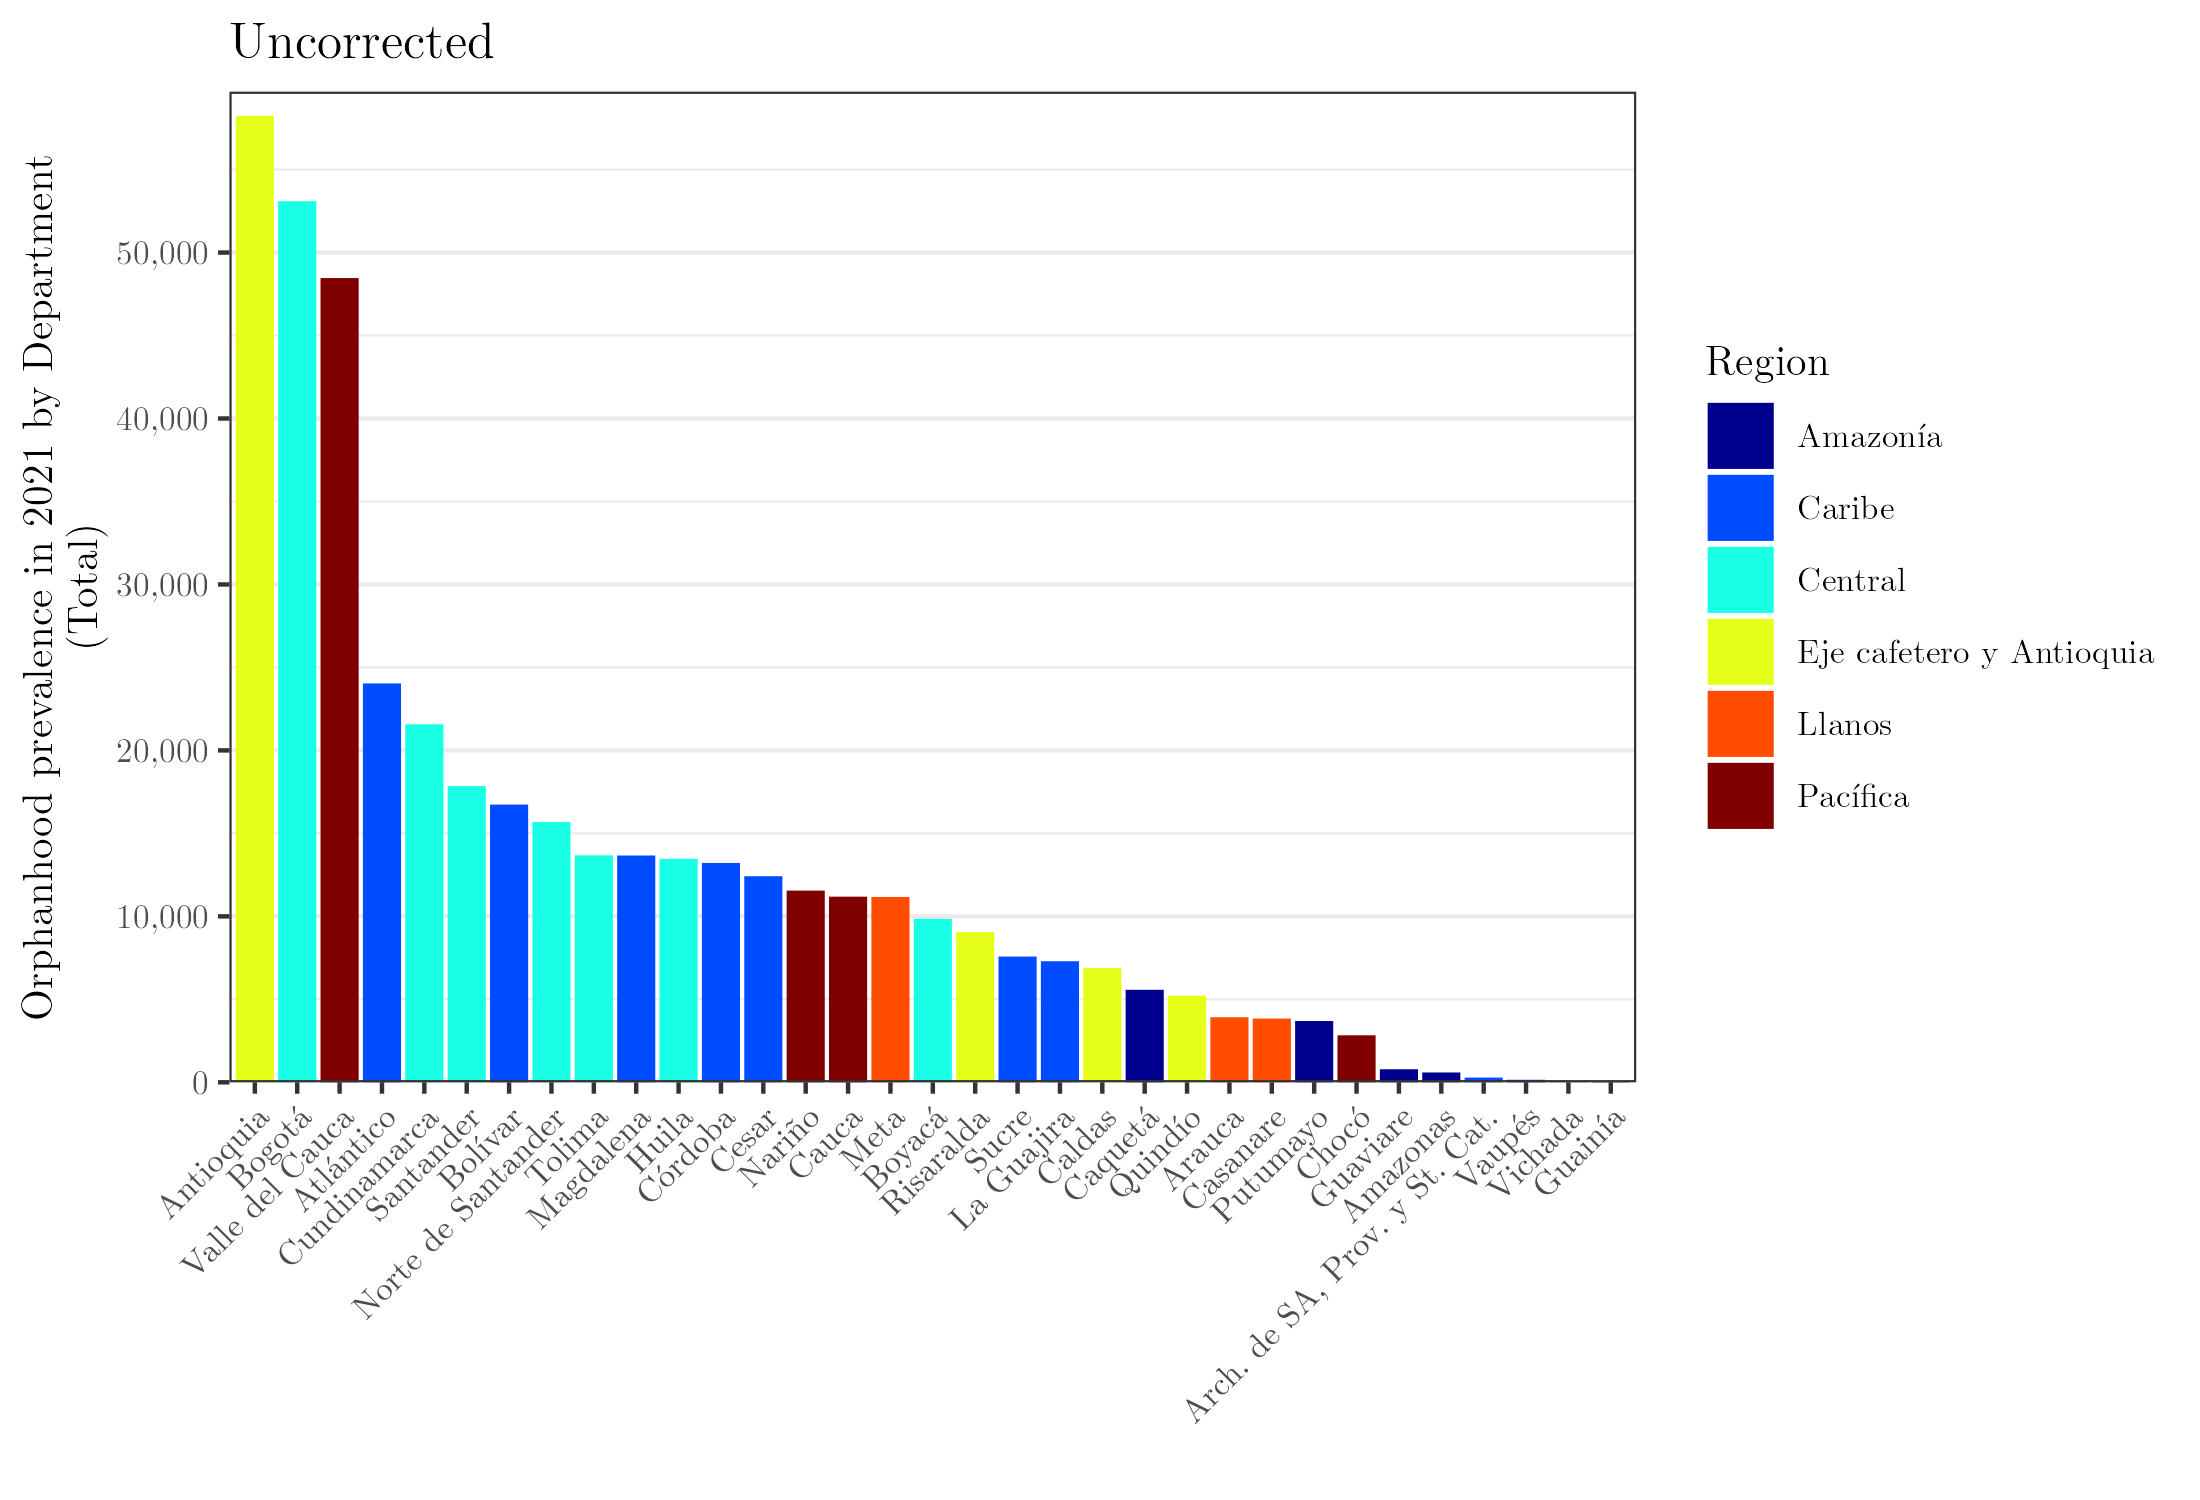 Uncorrected
Orphanhood prevalence in 2021 by Department
(Total)
50,000
40,000
30,000
20,000
10,000
0
Antioquia
Bogotá
Valle del Cauca
Atlántico
Cundinamarca
Santander
Bolívar
Norte de Santander
Tolima
Magdalena
Huila
Córdoba
Cesar
Nariño
Cauca
Meta
Boyacá
Risaralda
Sucre
La Guajira
Caldas
Caquetá
Quindío
Arauca
Casanare
Putumayo
Chocó
Guaviare
Amazonas
Arch. de SA, Prov. y St. Cat.
Vaupés
Vichada
Guainía
Region
Amazonía
Caribe
Central
Eje cafetero y Antioquia
Llanos
Pacífica